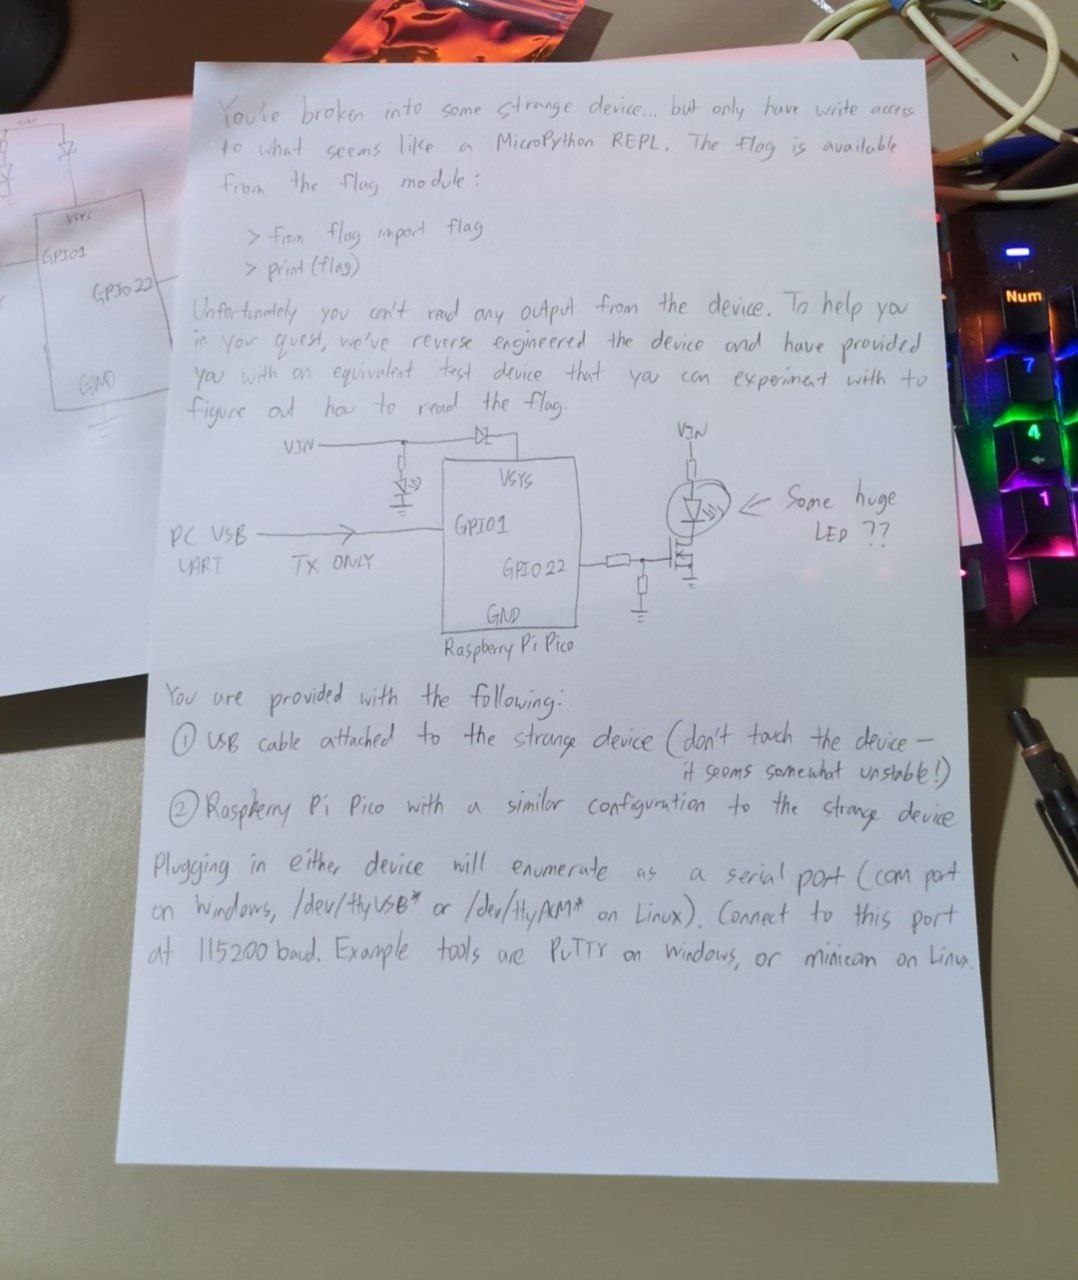 You've broken into some strange device... but only have write access
to what seems like a MicroPython REPL. The flag is available
from the flag module:
> from flag import flag
> print(flag)
Unfortunately you can't read any output from the device. To help you
in your quest, we've reverse engineered the device and have provided
you with an equivalent test device that you can experiment with to
figure out how to read the flag.
VIN
VIN
VSYS
Some huge
LED ??
PC USB
UART
TX ONLY
GPIO1
GPIO22
GND
Raspberry Pi Pico
You are provided with the following:
① USB cable attached to the strange device (don't touch the device -
it seems somewhat unstable!)
② Raspberry Pi Pico with a similar configuration to the strange device
Plugging in either device will enumerate as a serial port (com port
on Windows, /dev/ttyUSB* or /dev/ttyACM* on Linux). Connect to this port
at 115200 baud. Example tools are PuTTY on Windows, or minicom on Linux.
VSYS
GPIO1
GPIO22
GND
Num
7
4
1